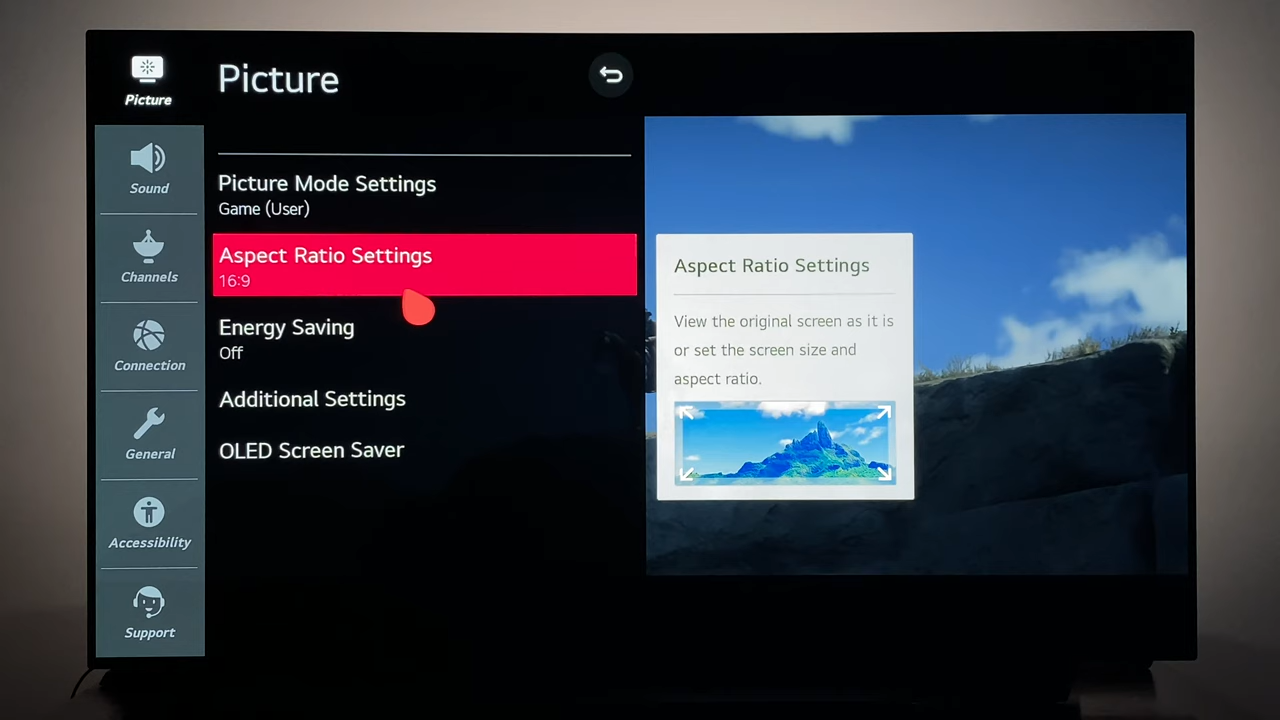 Picture
Picture
Sound
Channels
Connection
General
Accessibility
Support
Picture Mode Settings
Game (User)
Aspect Ratio Settings
16:9
Energy Saving
Off
Additional Settings
OLED Screen Saver
Aspect Ratio Settings
View the original screen as it is
or set the screen size and
aspect ratio.